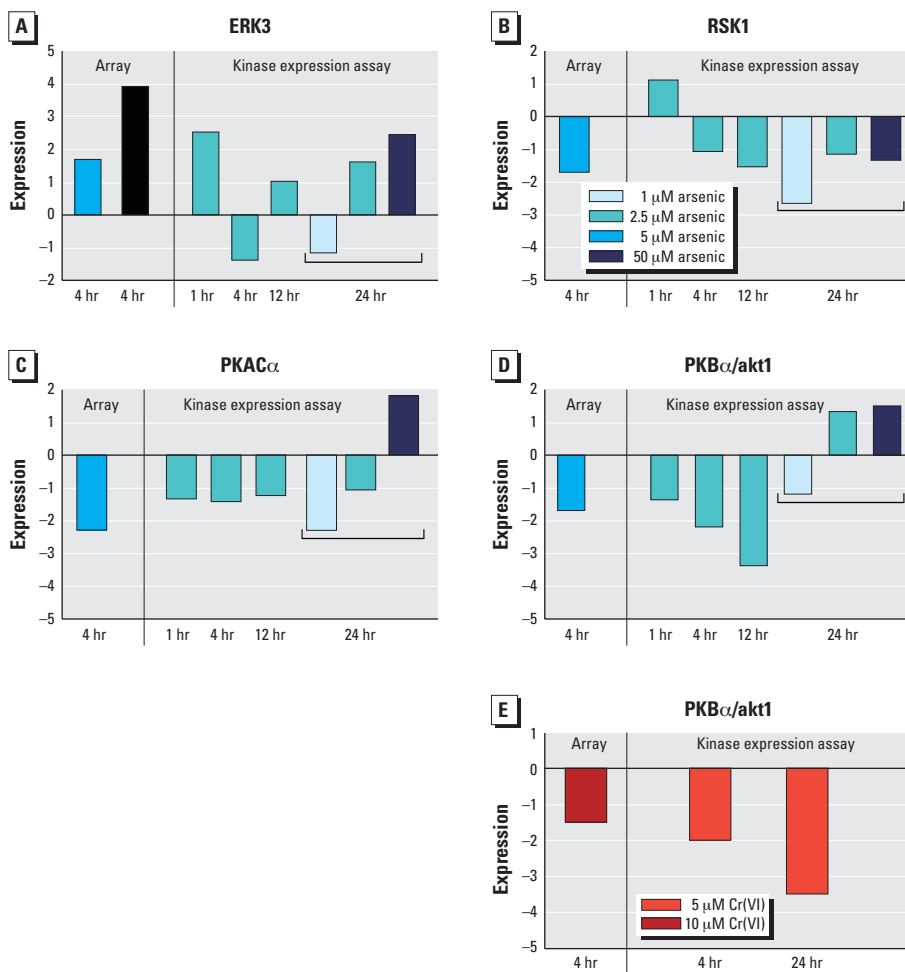 A
ERK3
Array
Kinase expression assay
Expression
5
4
3
2
1
0
–1
–2
4 hr 4 hr 1 hr 4 hr 12 hr 24 hr
B
RSK1
Array
Kinase expression assay
Expression
2
1
0
–1
–2
–3
–4
–5
1 μM arsenic
2.5 μM arsenic
5 μM arsenic
50 μM arsenic
4 hr 1 hr 4 hr 12 hr 24 hr
C
PKACα
Array
Kinase expression assay
Expression
2
1
0
–1
–2
–3
–4
–5
4 hr 1 hr 4 hr 12 hr 24 hr
D
PKBα/akt1
Array
Kinase expression assay
Expression
2
1
0
–1
–2
–3
–4
–5
4 hr 1 hr 4 hr 12 hr 24 hr
E
PKBα/akt1
Array
Kinase expression assay
Expression
1
0
–1
–2
–3
–4
–5
5 μM Cr(VI)
10 μM Cr(VI)
4 hr 4 hr 24 hr